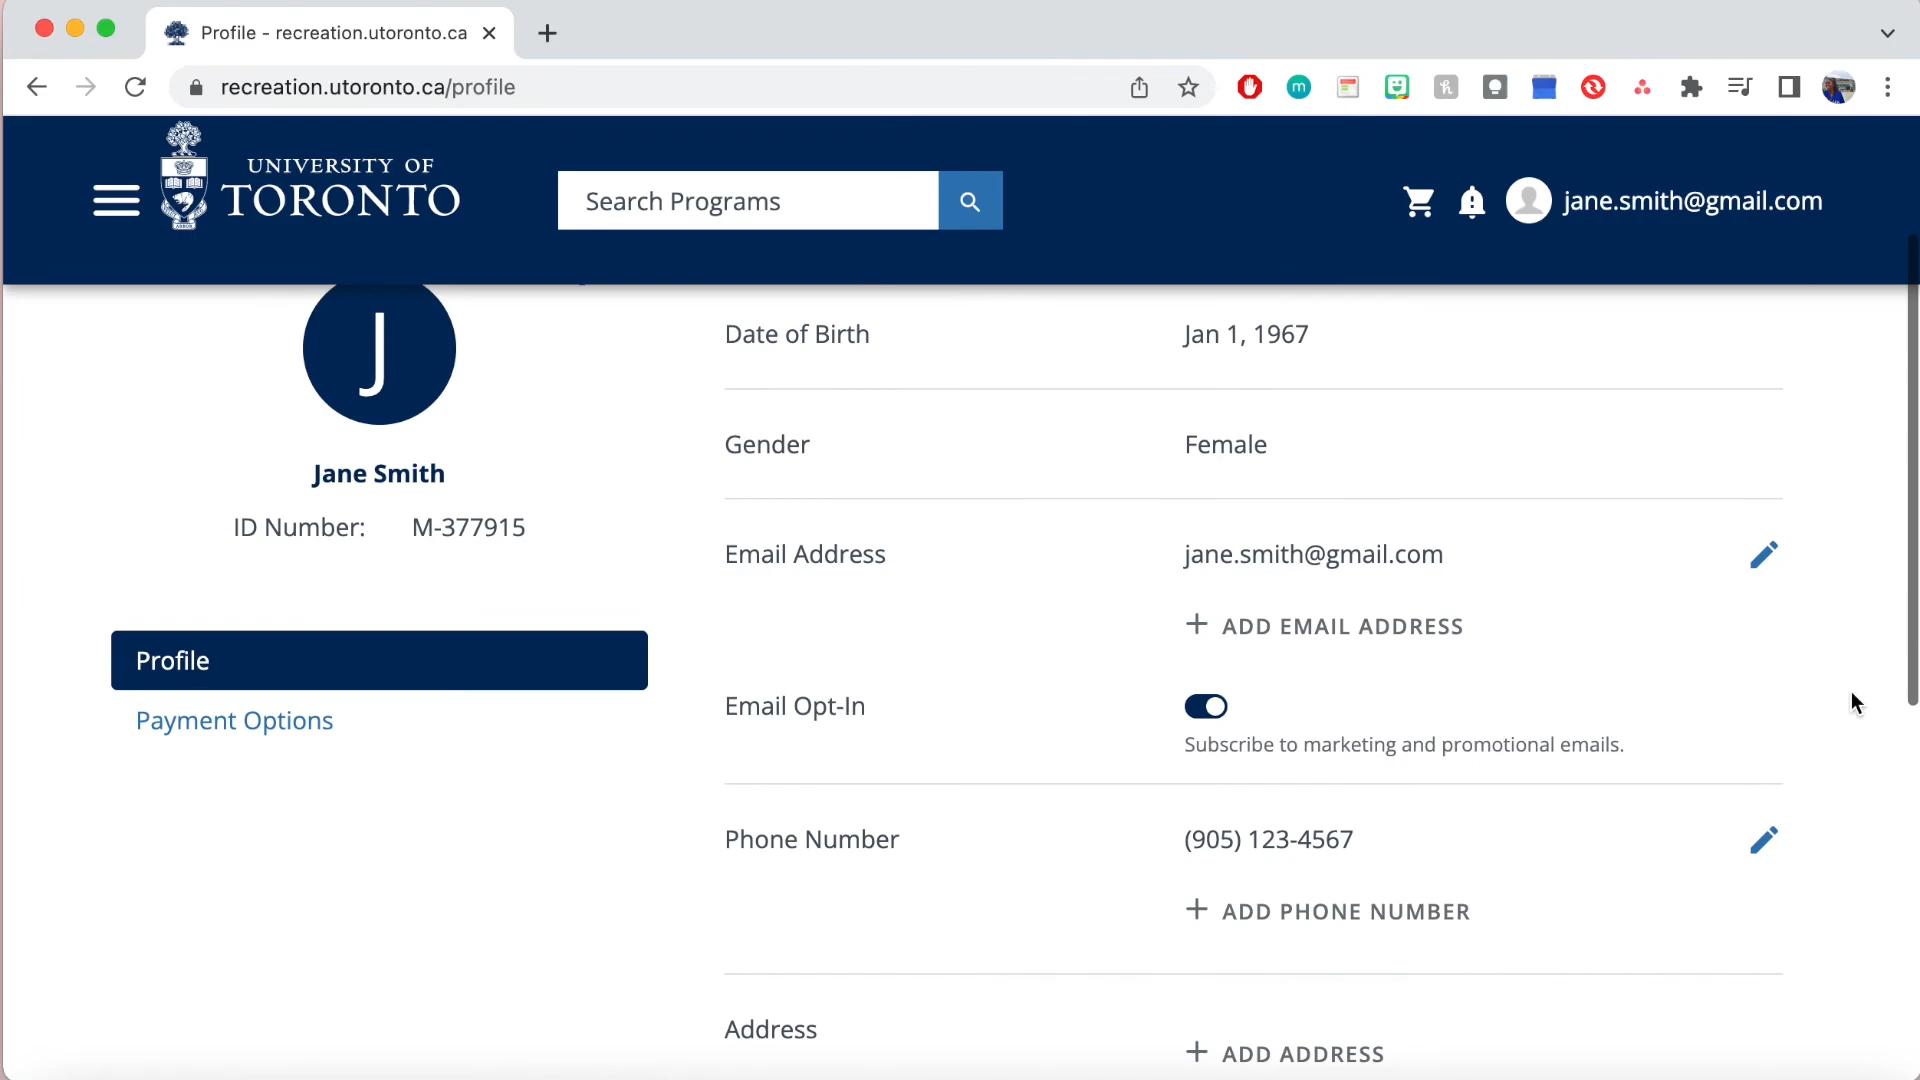 Profile - recreation.utoronto.ca
recreation.utoronto.ca/profile
UNIVERSITY OF
TORONTO
Search Programs
jane.smith@gmail.com
J
Jane Smith
ID Number: M-377915
Profile
Payment Options
Date of Birth Jan 1, 1967
Gender Female
Email Address jane.smith@gmail.com
+ ADD EMAIL ADDRESS
Email Opt-In
Subscribe to marketing and promotional emails.
Phone Number (905) 123-4567
+ ADD PHONE NUMBER
Address
+ ADD ADDRESS